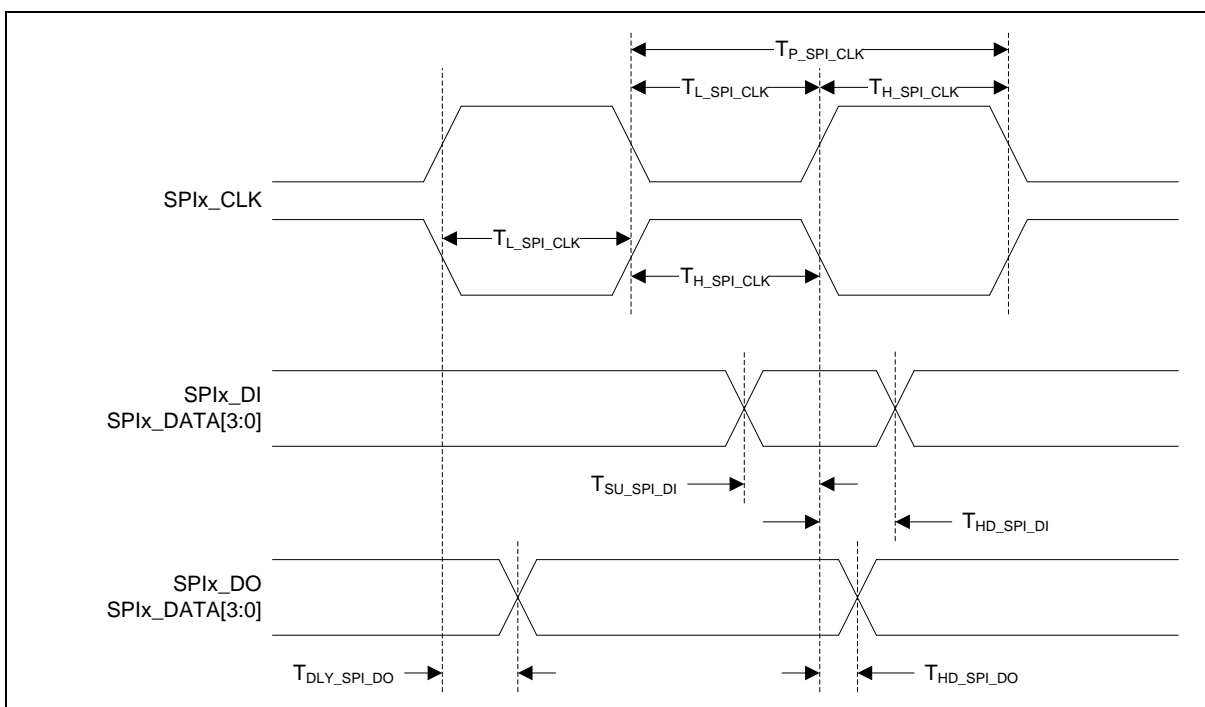 T_P_SPI_CLK
T_L_SPI_CLK T_H_SPI_CLK
SPIx_CLK
T_L_SPI_CLK
T_H_SPI_CLK
SPIx_DI
SPIx_DATA[3:0]
T_SU_SPI_DI
T_HD_SPI_DI
SPIx_DO
SPIx_DATA[3:0]
T_DLY_SPI_DO T_HD_SPI_DO